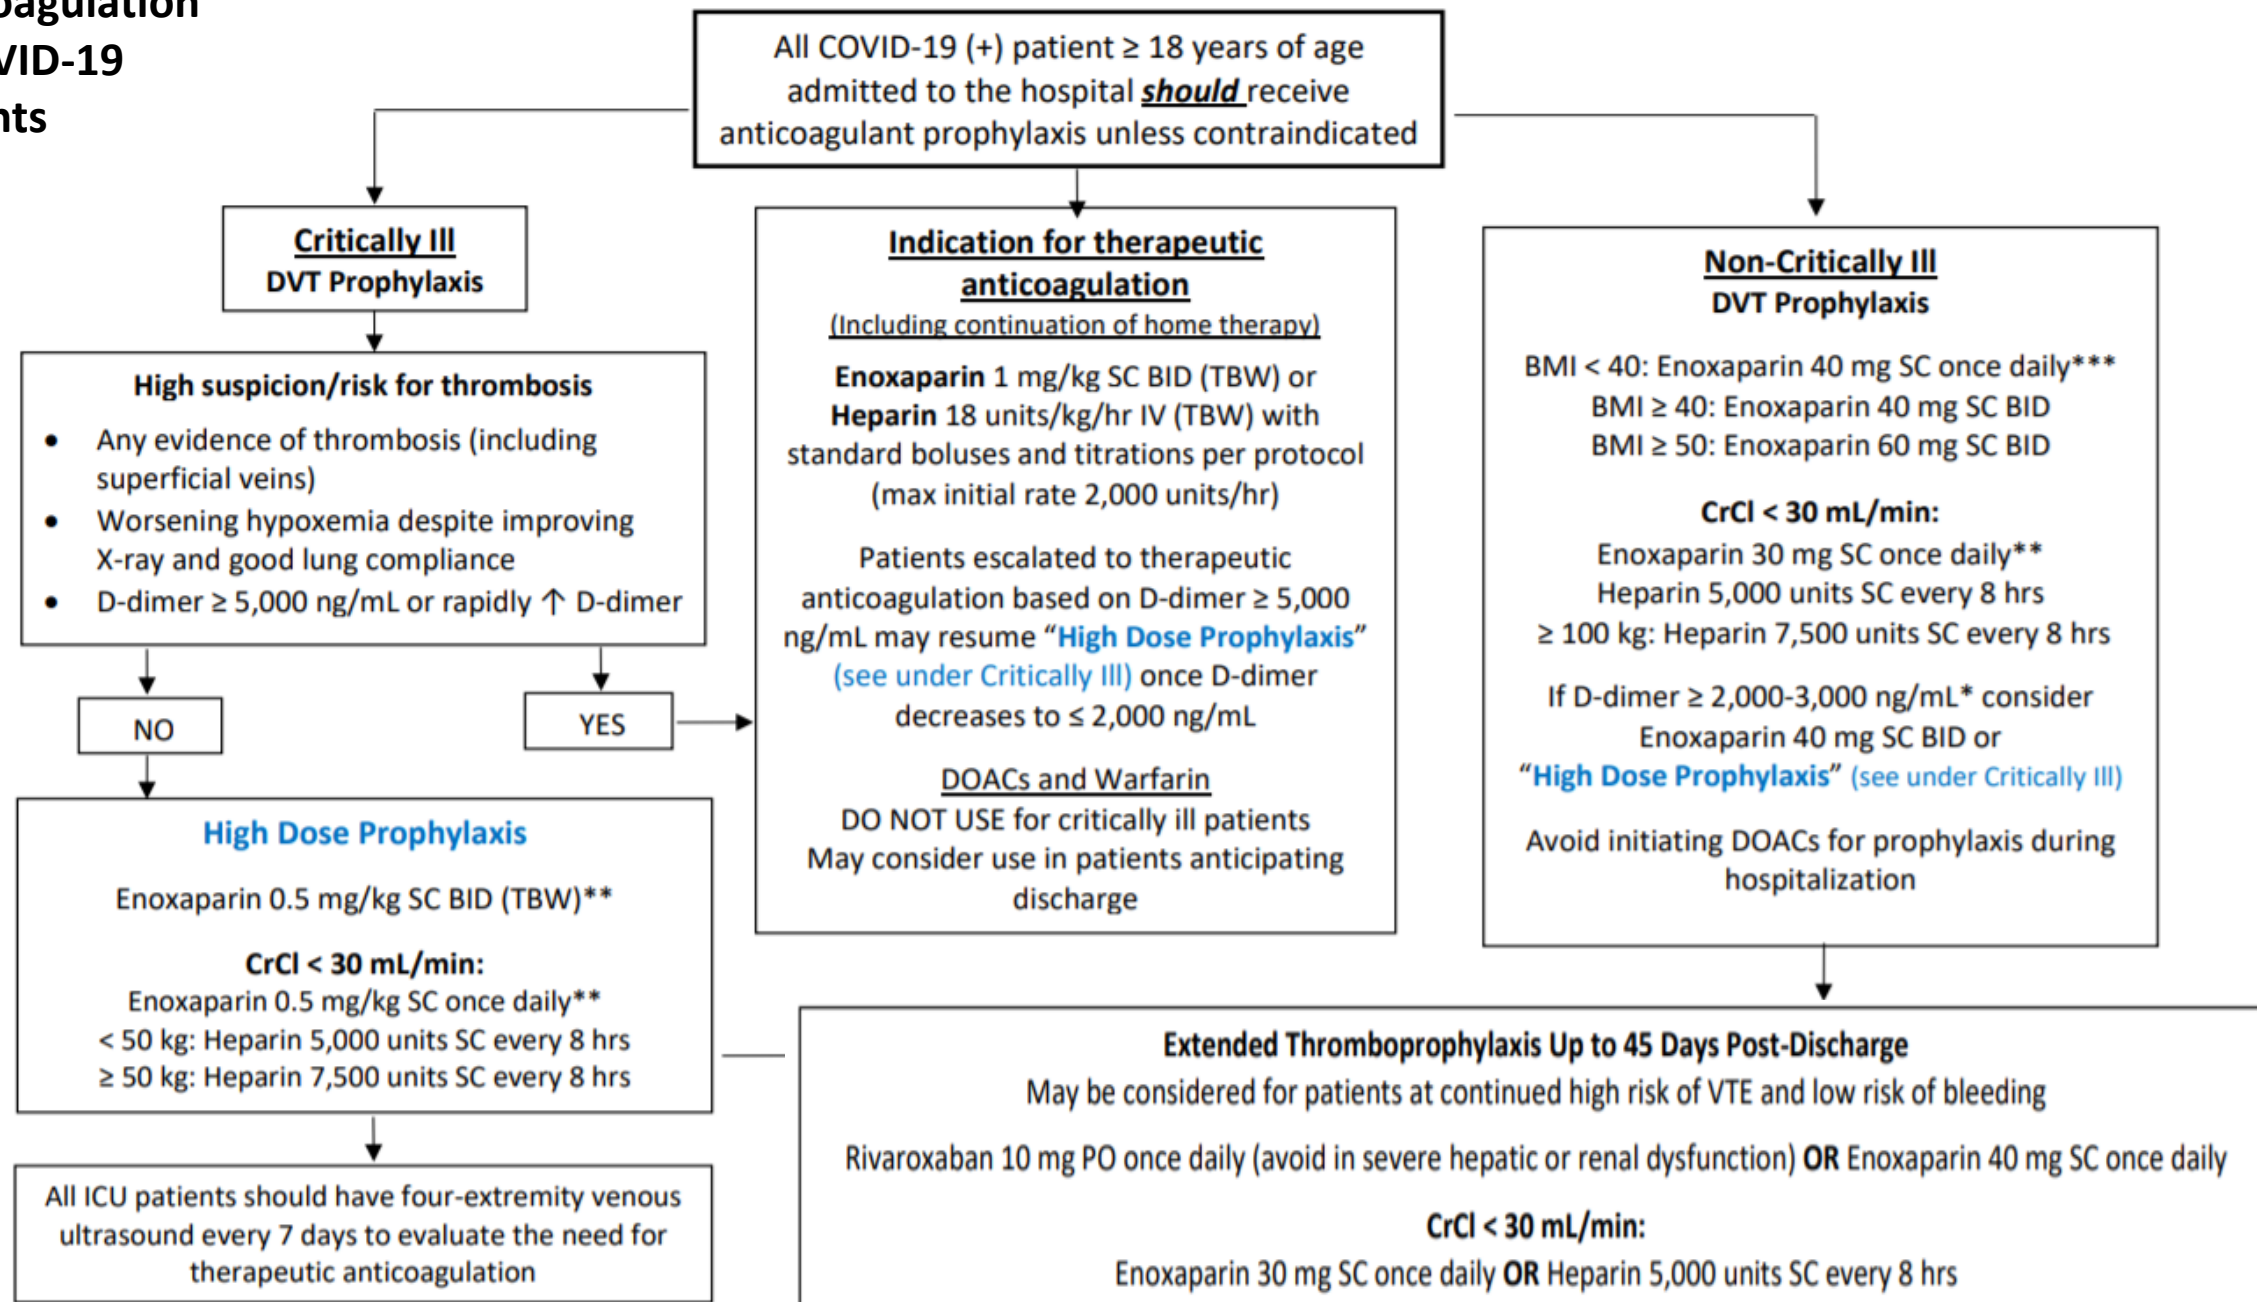 All COVID-19 (+) patient ≥ 18 years of age
admitted to the hospital should receive
anticoagulant prophylaxis unless contraindicated
Critically Ill
DVT Prophylaxis
High suspicion/risk for thrombosis
• Any evidence of thrombosis (including
superficial veins)
• Worsening hypoxemia despite improving
X-ray and good lung compliance
• D-dimer ≥ 5,000 ng/mL or rapidly ↑ D-dimer
NO
YES
High Dose Prophylaxis
Enoxaparin 0.5 mg/kg SC BID (TBW)**
CrCl < 30 mL/min:
Enoxaparin 0.5 mg/kg SC once daily**
< 50 kg: Heparin 5,000 units SC every 8 hrs
≥ 50 kg: Heparin 7,500 units SC every 8 hrs
All ICU patients should have four-extremity venous
ultrasound every 7 days to evaluate the need for
therapeutic anticoagulation
Indication for therapeutic
anticoagulation
(Including continuation of home therapy)
Enoxaparin 1 mg/kg SC BID (TBW) or
Heparin 18 units/kg/hr IV (TBW) with
standard boluses and titrations per protocol
(max initial rate 2,000 units/hr)
Patients escalated to therapeutic
anticoagulation based on D-dimer ≥ 5,000
ng/mL may resume “High Dose Prophylaxis”
(see under Critically Ill) once D-dimer
decreases to ≤ 2,000 ng/mL
DOACs and Warfarin
DO NOT USE for critically ill patients
May consider use in patients anticipating
discharge
Non-Critically Ill
DVT Prophylaxis
BMI < 40: Enoxaparin 40 mg SC once daily***
BMI ≥ 40: Enoxaparin 40 mg SC BID
BMI ≥ 50: Enoxaparin 60 mg SC BID
CrCl < 30 mL/min:
Enoxaparin 30 mg SC once daily**
Heparin 5,000 units SC every 8 hrs
≥ 100 kg: Heparin 7,500 units SC every 8 hrs
If D-dimer ≥ 2,000-3,000 ng/mL* consider
Enoxaparin 40 mg SC BID or
“High Dose Prophylaxis” (see under Critically Ill)
Avoid initiating DOACs for prophylaxis during
hospitalization
Extended Thromboprophylaxis Up to 45 Days Post-Discharge
May be considered for patients at continued high risk of VTE and low risk of bleeding
Rivaroxaban 10 mg PO once daily (avoid in severe hepatic or renal dysfunction) OR Enoxaparin 40 mg SC once daily
CrCl < 30 mL/min:
Enoxaparin 30 mg SC once daily OR Heparin 5,000 units SC every 8 hrs